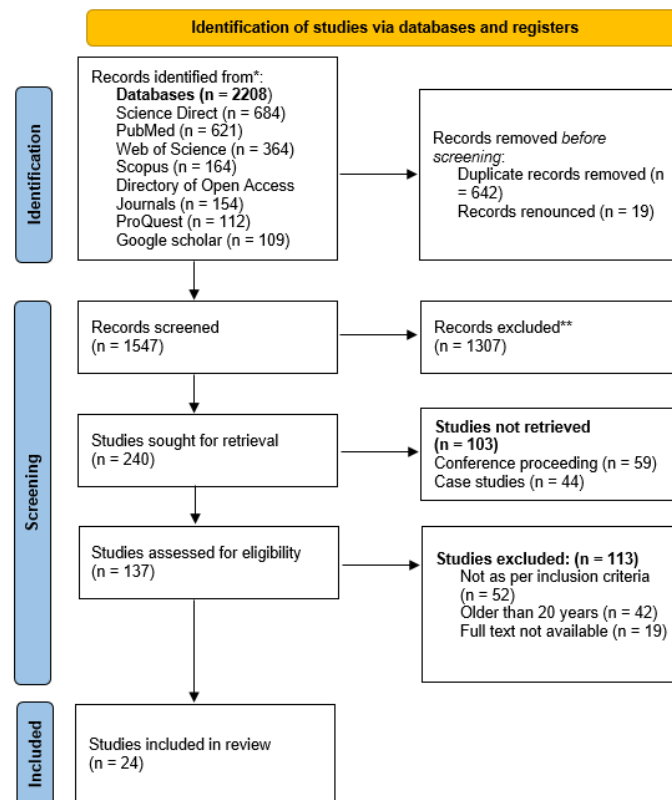 Identification of studies via databases and registers
Identification
Records identified from*:
Databases (n = 2208)
Science Direct (n = 684)
PubMed (n = 621)
Web of Science (n = 364)
Scopus (n = 164)
Directory of Open Access
Journals (n = 154)
ProQuest (n = 112)
Google scholar (n = 109)
Records removed before
screening:
Duplicate records removed (n
= 642)
Records renounced (n = 19)
Screening
Records screened
(n = 1547)
Records excluded**
(n = 1307)
Studies sought for retrieval
(n = 240)
Studies not retrieved
(n = 103)
Conference proceeding (n = 59)
Case studies (n = 44)
Studies assessed for eligibility
(n = 137)
Studies excluded: (n = 113)
Not as per inclusion criteria
(n = 52)
Older than 20 years (n = 42)
Full text not available (n = 19)
Included
Studies included in review
(n = 24)